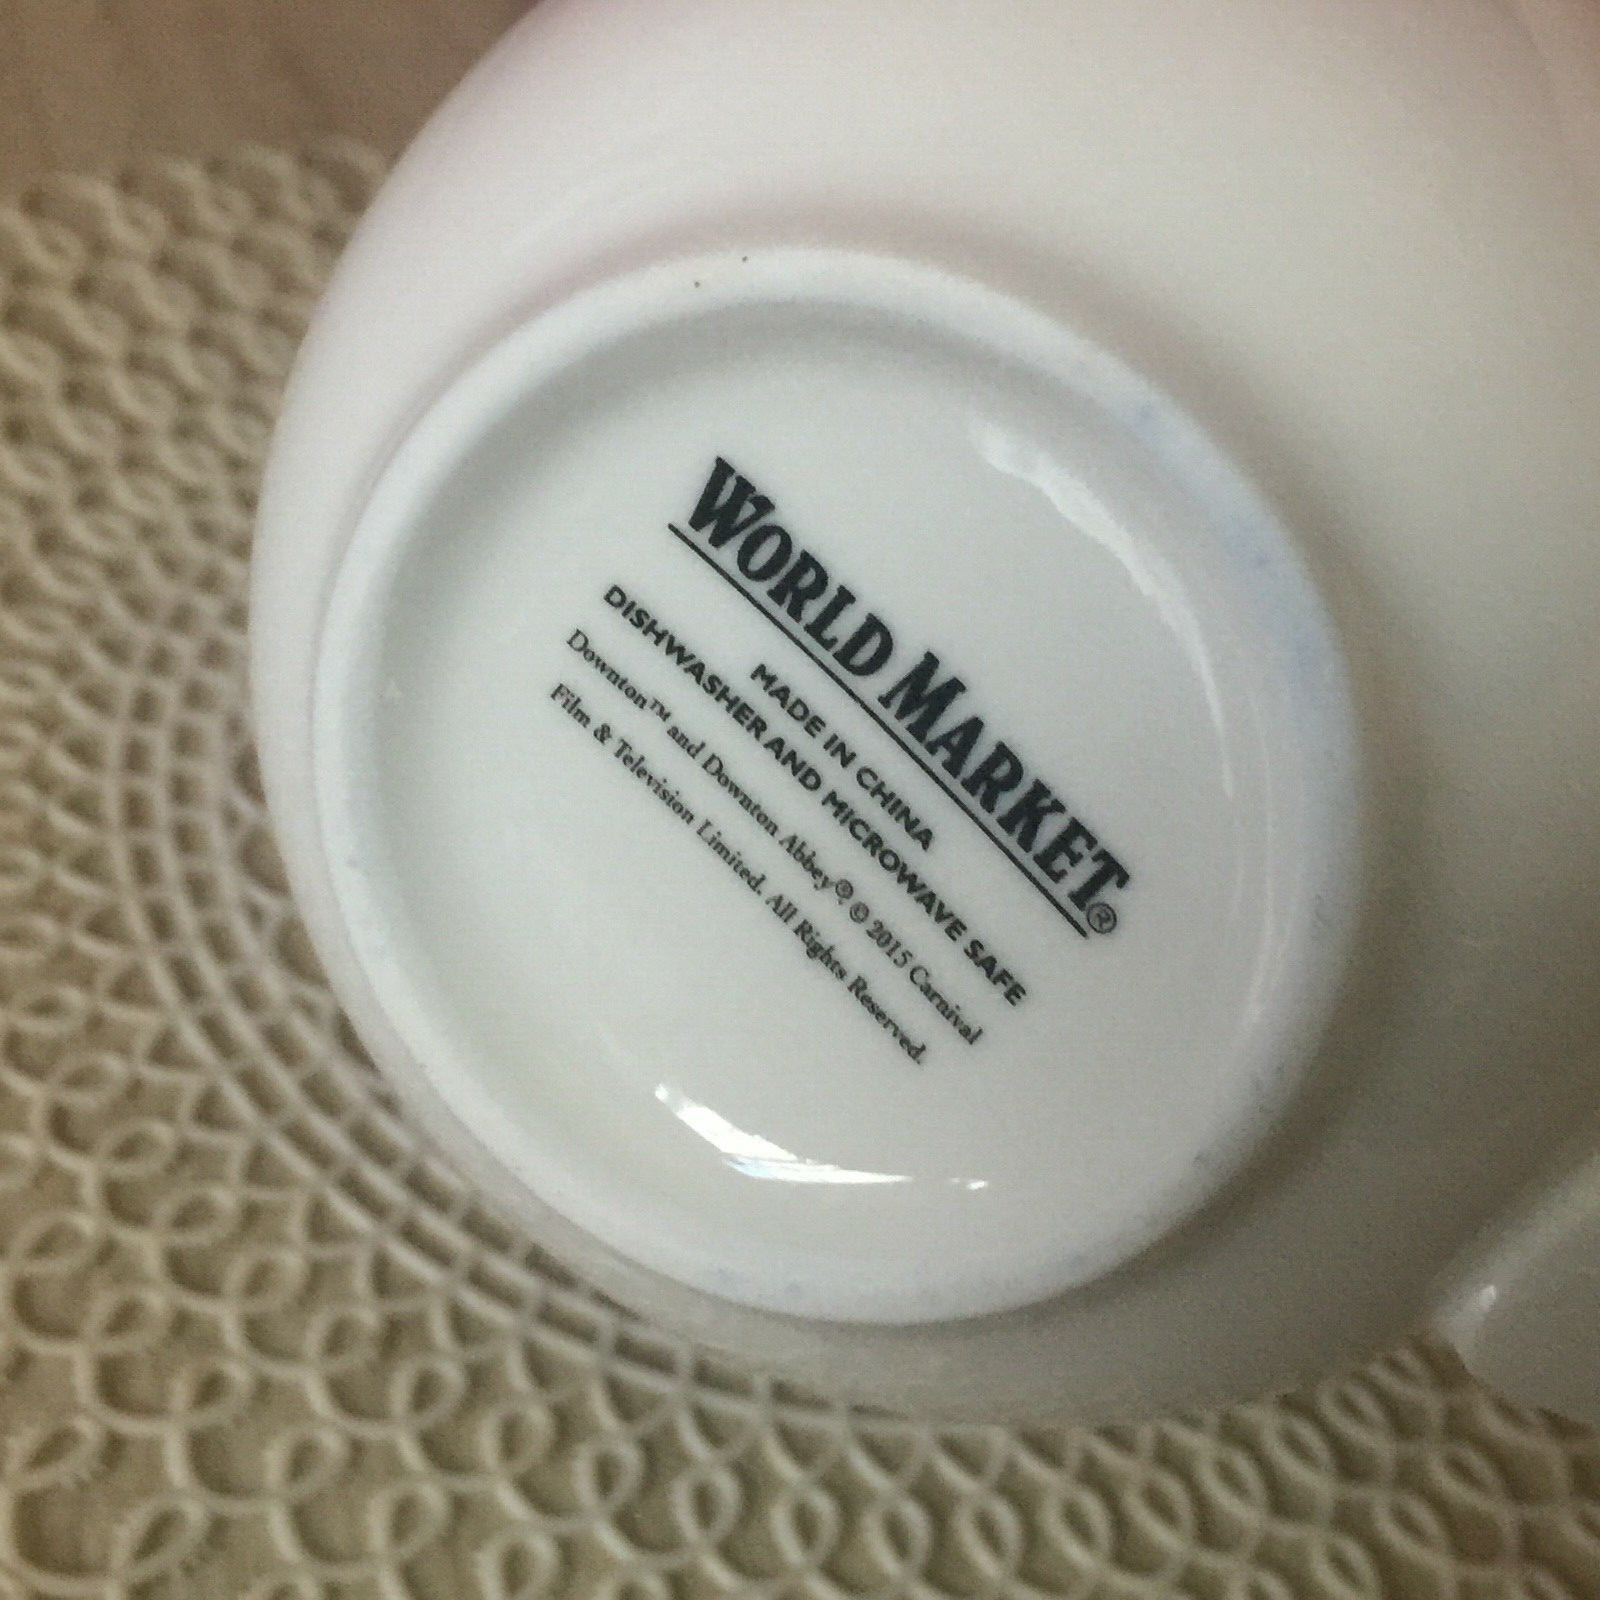 WORLD MARKET®
MADE IN CHINA
DISHWASHER AND MICROWAVE SAFE
Downton™ and Downton Abbey® © 2015 Carnival
Film & Television Limited. All Rights Reserved.